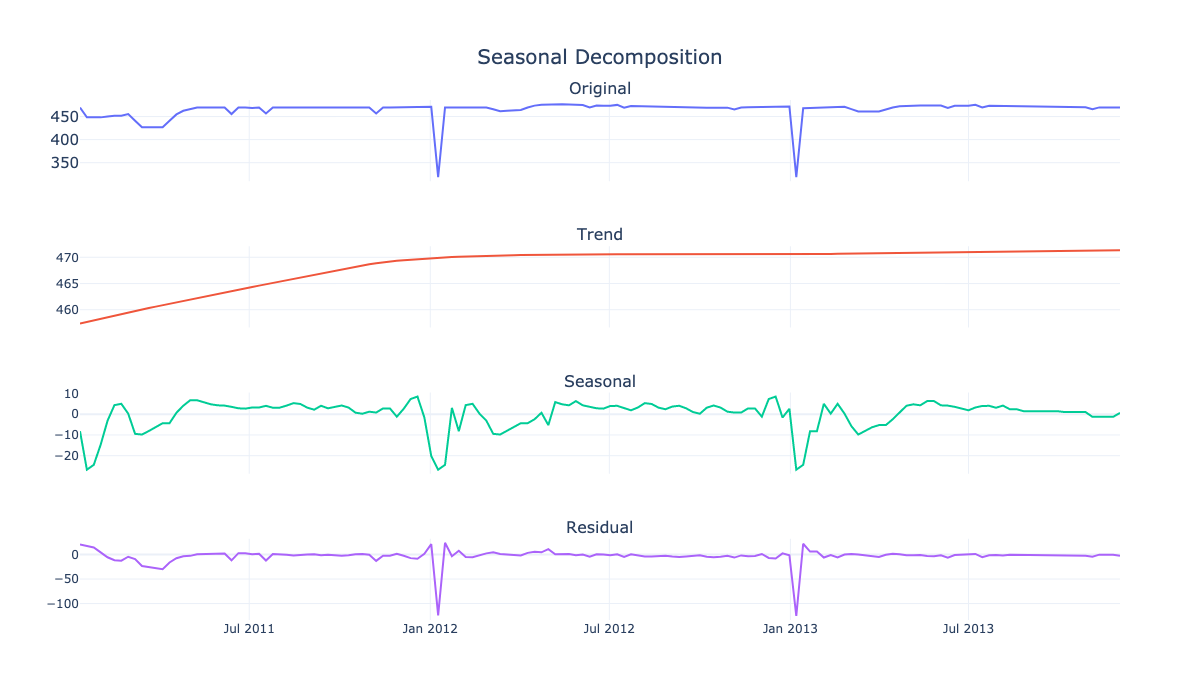 Seasonal Decomposition
Original
450
400
350
Trend
470
465
460
Seasonal
10
0
−10
−20
Residual
0
−50
−100
Jul 2011 Jan 2012 Jul 2012 Jan 2013 Jul 2013